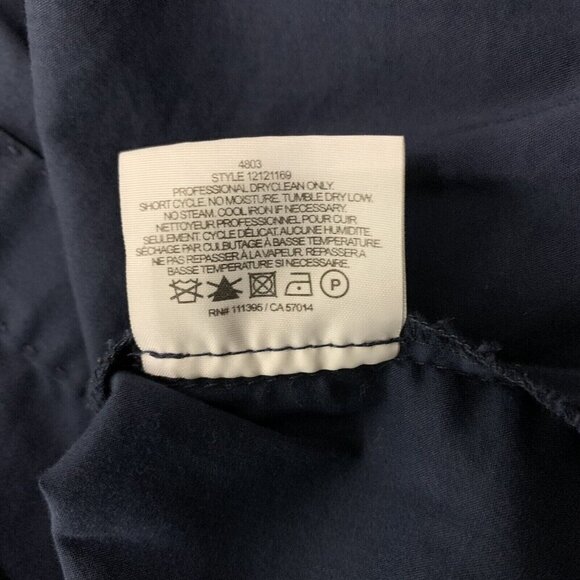 4803
STYLE 12121169
PROFESSIONAL DRYCLEAN ONLY.
SHORT CYCLE. NO MOISTURE. TUMBLE DRY LOW.
NO STEAM. COOL IRON IF NECESSARY.
NETTOYEUR PROFESSIONNEL POUR CUIR
SEULEMENT. CYCLE DÉLICAT. AUCUNE HUMIDITE.
SÉCHAGE PAR CULBUTAGE À BASSE TEMPÉRATURE.
NE PAS REPASSER À LA VAPEUR. REPASSER À
BASSE TEMPÉRATURE SI NÉCESSAIRE.
P
RN# 111395 / CA 57014